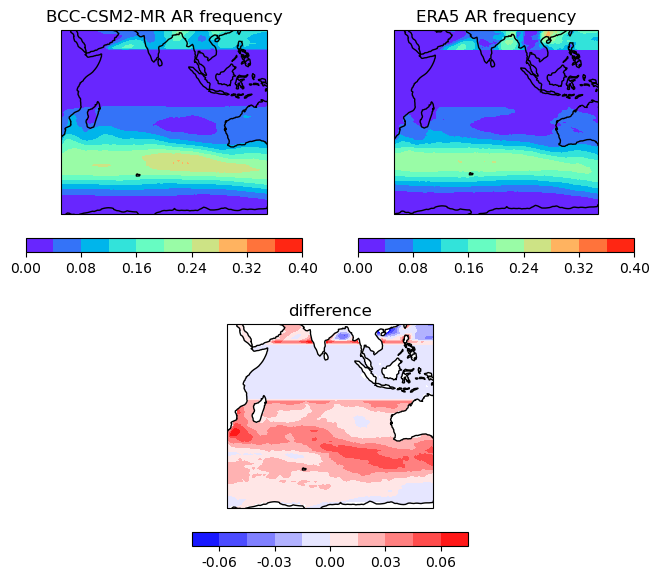 BCC-CSM2-MR AR frequency
ERA5 AR frequency
0.00 0.08 0.16 0.24 0.32 0.40
0.00 0.08 0.16 0.24 0.32 0.40
difference
-0.06 -0.03 0.00 0.03 0.06